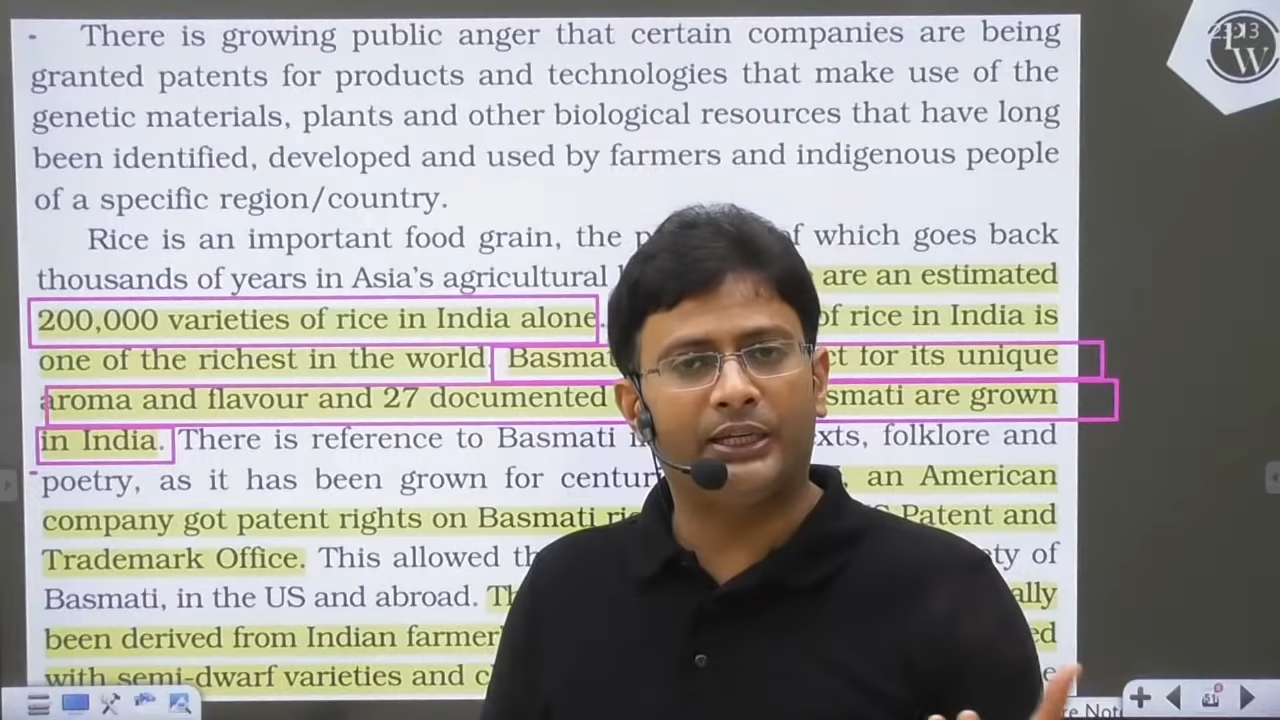 - There is growing public anger that certain companies are being
granted patents for products and technologies that make use of the
genetic materials, plants and other biological resources that have long
been identified, developed and used by farmers and indigenous people
of a specific region/country.
Rice is an important food grain, the of which goes back
thousands of years in Asia's agricultural are an estimated
200,000 varieties of rice in India alone. of rice in India is
one of the richest in the world. for its unique
aroma and flavour and 27 documented are grown
in India. There is reference to Basmati folklore and
poetry, as it has been grown for an American
company got patent rights on Basmati Patent and
Trademark Office. This allowed of
Basmati, in the US and abroad.
been derived from Indian
with semi-dwarf varieties and
PW
51